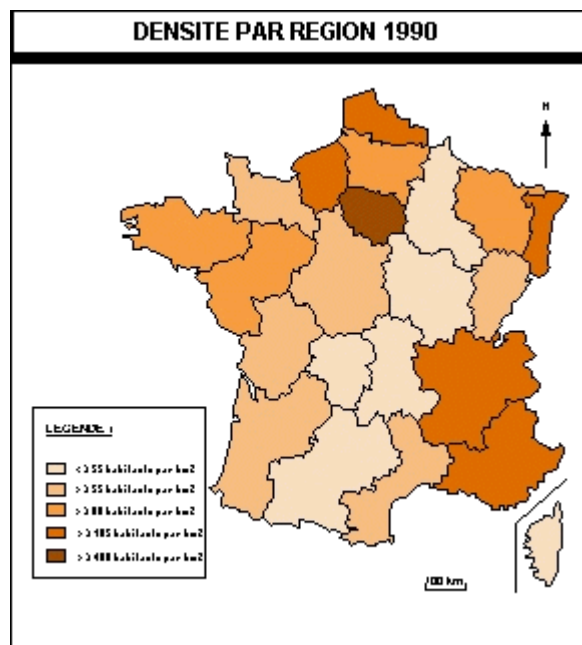 DENSITE PAR REGION 1990
N
LEGENDE :
< à 55 habitants par km2
> à 55 habitants par km2
> à 80 habitants par km2
> à 105 habitants par km2
> à 400 habitants par km2
100 km